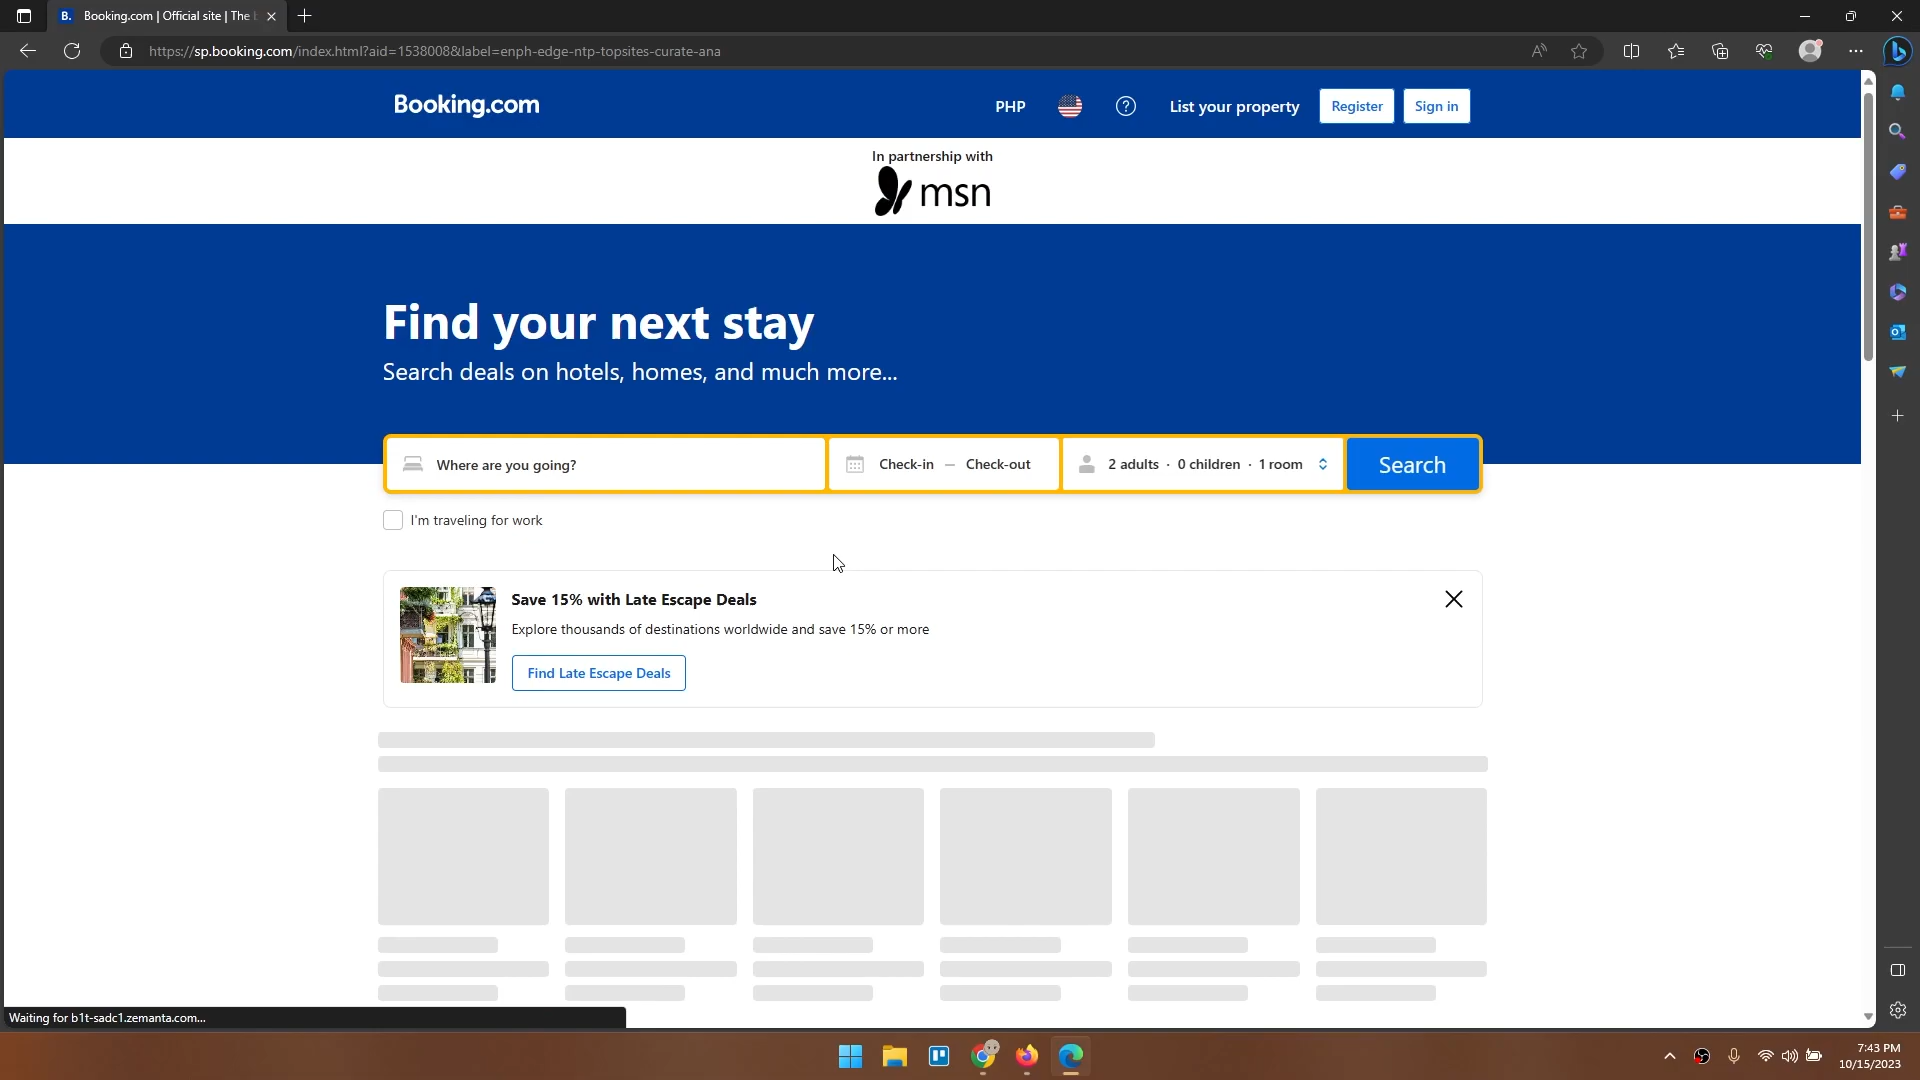 Booking.com | Official site | The
https://sp.booking.com/index.html?aid=1538008&label=enph-edge-ntp-topsites-curate-ana
Booking.com
PHP
List your property
Register
Sign in
In partnership with
msn
Find your next stay
Search deals on hotels, homes, and much more...
Where are you going?
Check-in — Check-out
2 adults · 0 children · 1 room
Search
I'm traveling for work
Save 15% with Late Escape Deals
Explore thousands of destinations worldwide and save 15% or more
Find Late Escape Deals
Waiting for b1t-sadc1.zemanta.com...
7:43 PM
10/15/2023